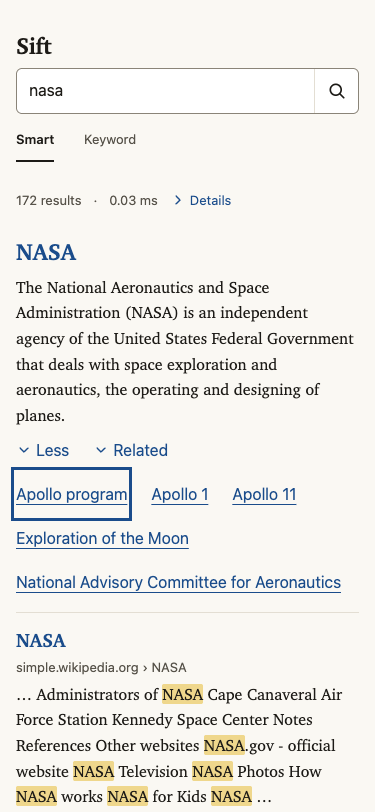 Sift
nasa
Smart Keyword
172 results · 0.03 ms Details
NASA
The National Aeronautics and Space
Administration (NASA) is an independent
agency of the United States Federal Government
that deals with space exploration and
aeronautics, the operating and designing of
planes.
Less Related
Apollo program Apollo 1 Apollo 11
Exploration of the Moon
National Advisory Committee for Aeronautics
NASA
simple.wikipedia.org › NASA
… Administrators of NASA Cape Canaveral Air
Force Station Kennedy Space Center Notes
References Other websites NASA.gov - official
website NASA Television NASA Photos How
NASA works NASA for Kids NASA …